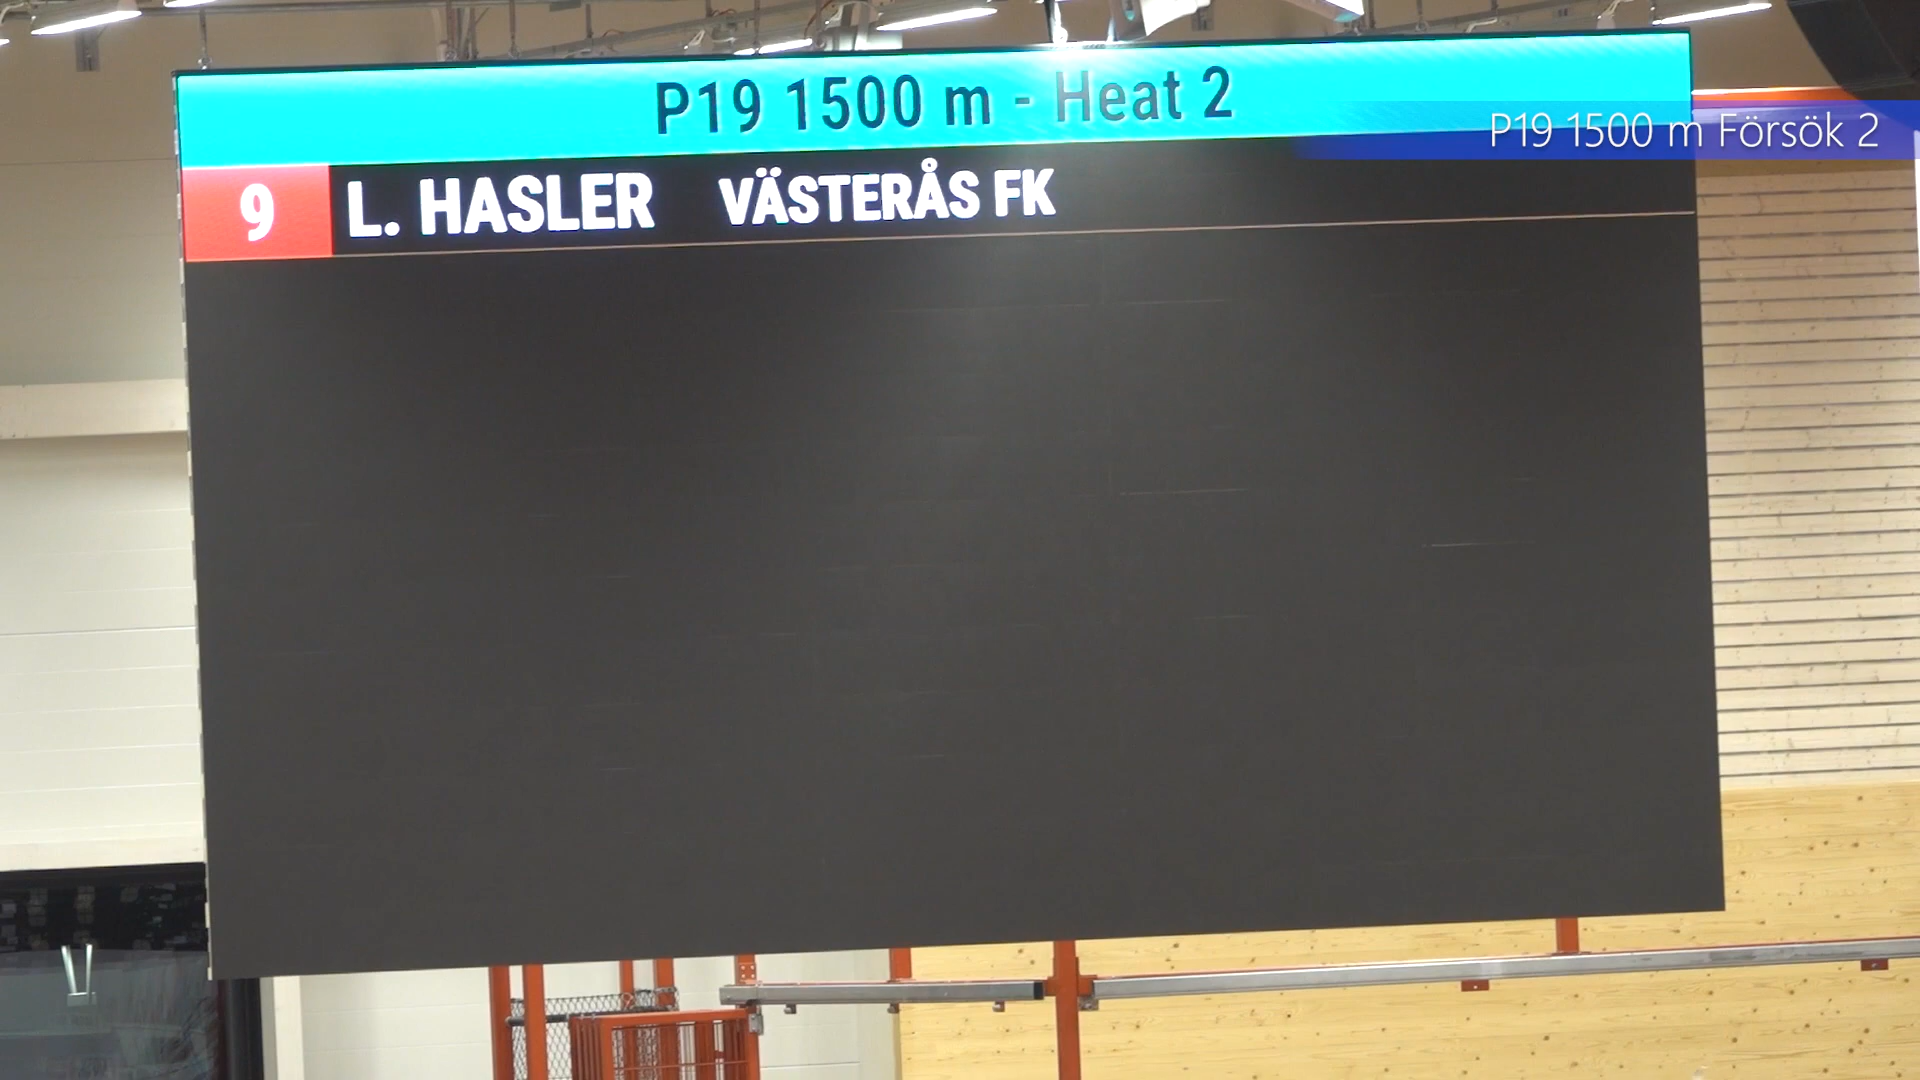 P19 1500 m - Heat 2
P19 1500 m Försök 2
9 L. HASLER VÄSTERÅS FK